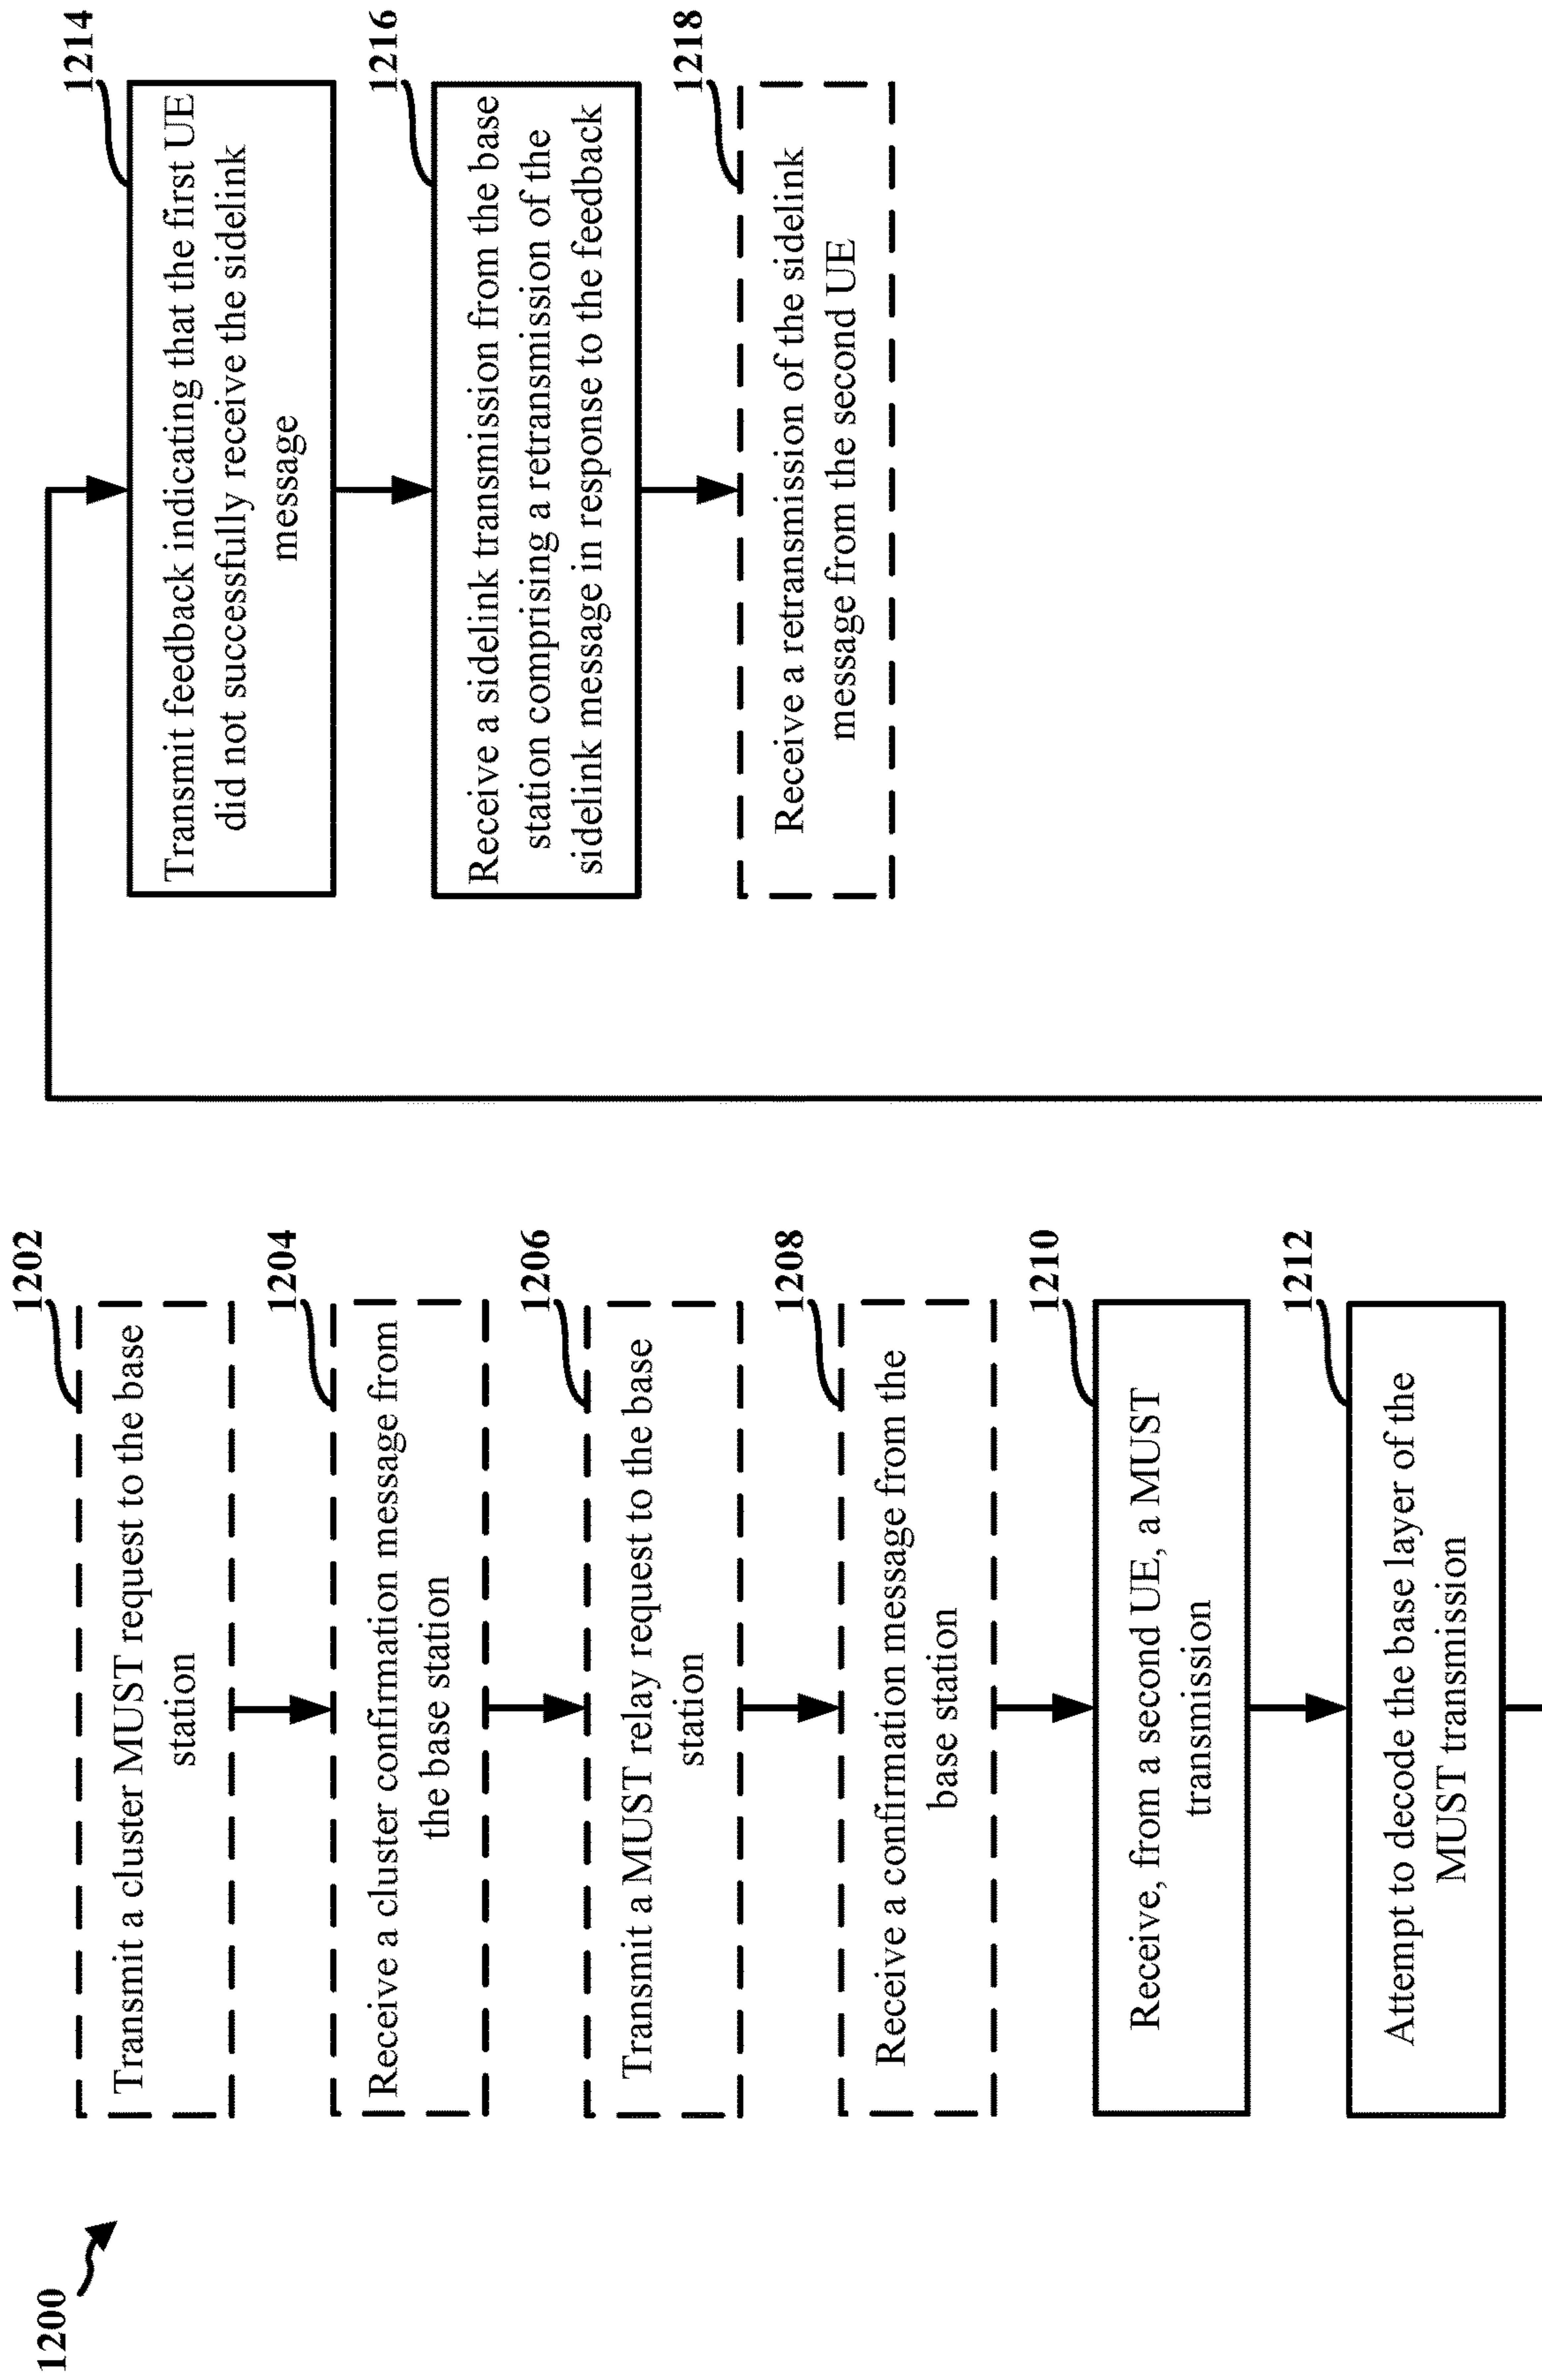 1200
1202
Transmit a cluster MUST request to the base
station
1204
Receive a cluster confirmation message from
the base station
1206
Transmit a MUST relay request to the base
station
1208
Receive a confirmation message from the
base station
1210
Receive, from a second UE, a MUST
transmission
1212
Attempt to decode the base layer of the
MUST transmission
1214
Transmit feedback indicating that the first UE
did not successfully receive the sidelink
message
1216
Receive a sidelink transmission from the base
station comprising a retransmission of the
sidelink message in response to the feedback
1218
Receive a retransmission of the sidelink
message from the second UE